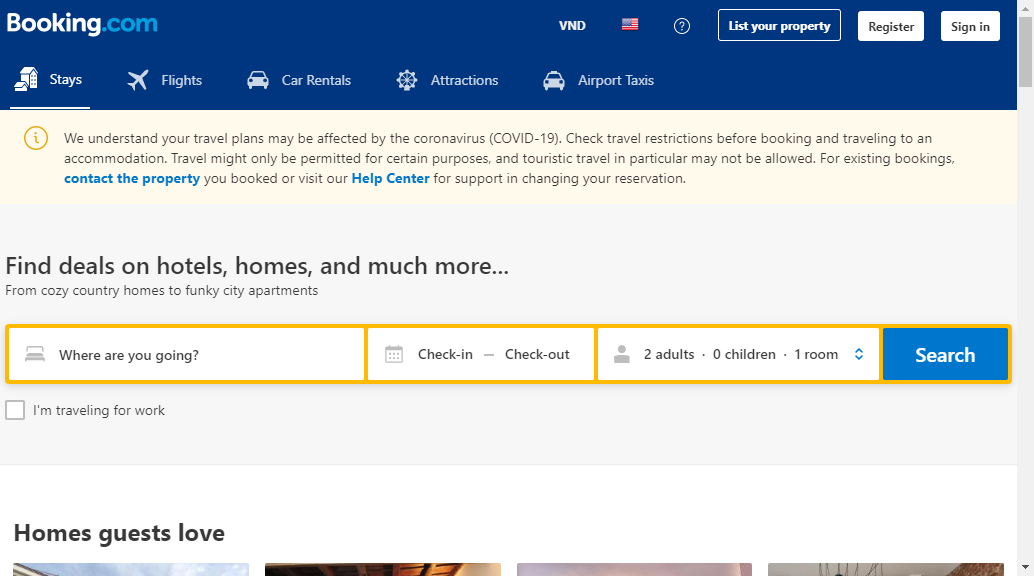 Booking.com
VND
List your property
Register
Sign in
Stays
Flights
Car Rentals
Attractions
Airport Taxis
We understand your travel plans may be affected by the coronavirus (COVID-19). Check travel restrictions before booking and traveling to an
accommodation. Travel might only be permitted for certain purposes, and touristic travel in particular may not be allowed. For existing bookings,
contact the property you booked or visit our Help Center for support in changing your reservation.
Find deals on hotels, homes, and much more...
From cozy country homes to funky city apartments
Where are you going?
Check-in — Check-out
2 adults · 0 children · 1 room
Search
I'm traveling for work
Homes guests love